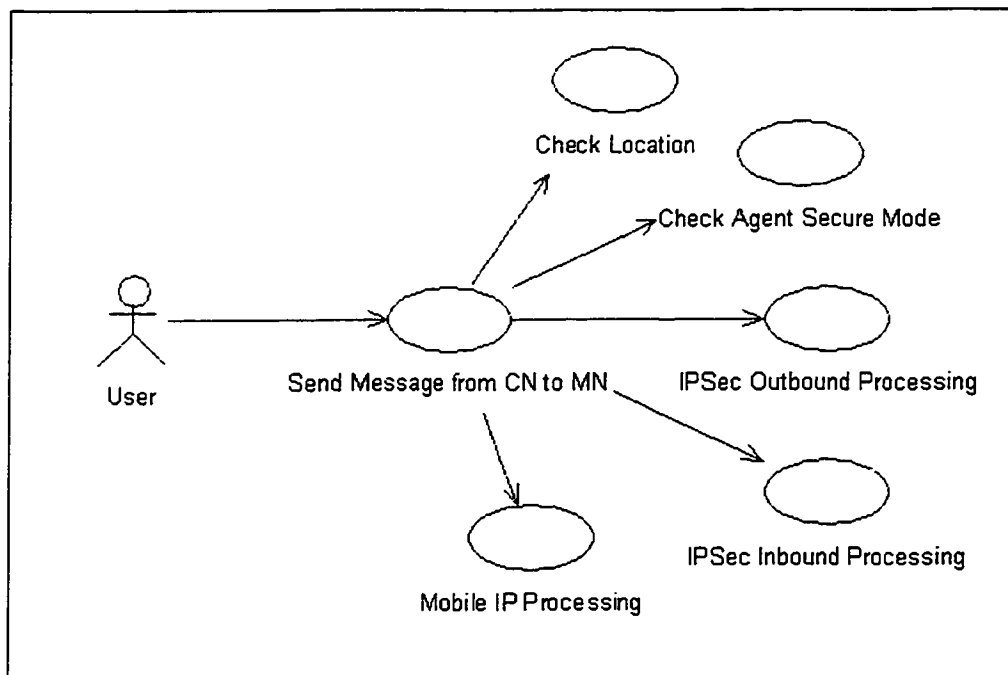 Check Location
Check Agent Secure Mode
User
Send Message from CN to MN
IPSec Outbound Processing
IPSec Inbound Processing
Mobile IP Processing